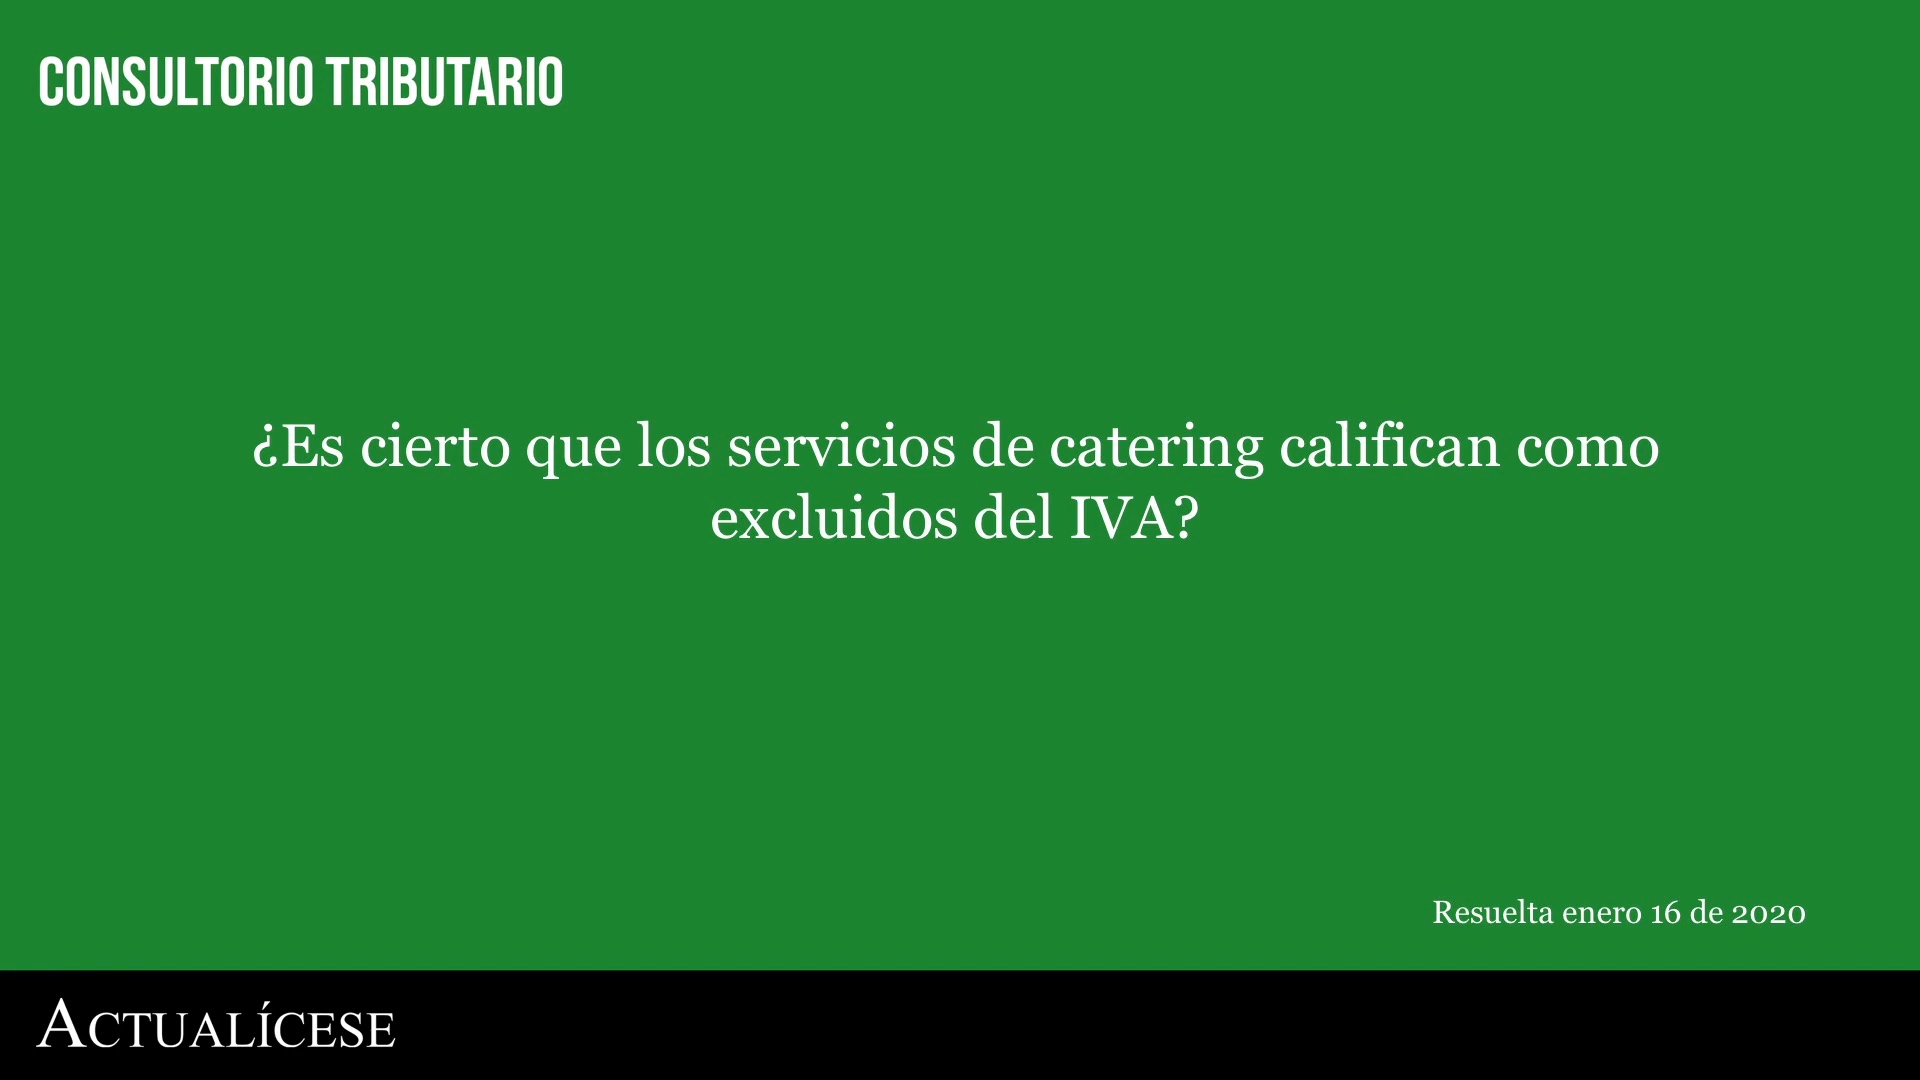 CONSULTORIO TRIBUTARIO
¿Es cierto que los servicios de catering califican como
excluidos del IVA?
Resuelta enero 16 de 2020
ACTUALÍCESE